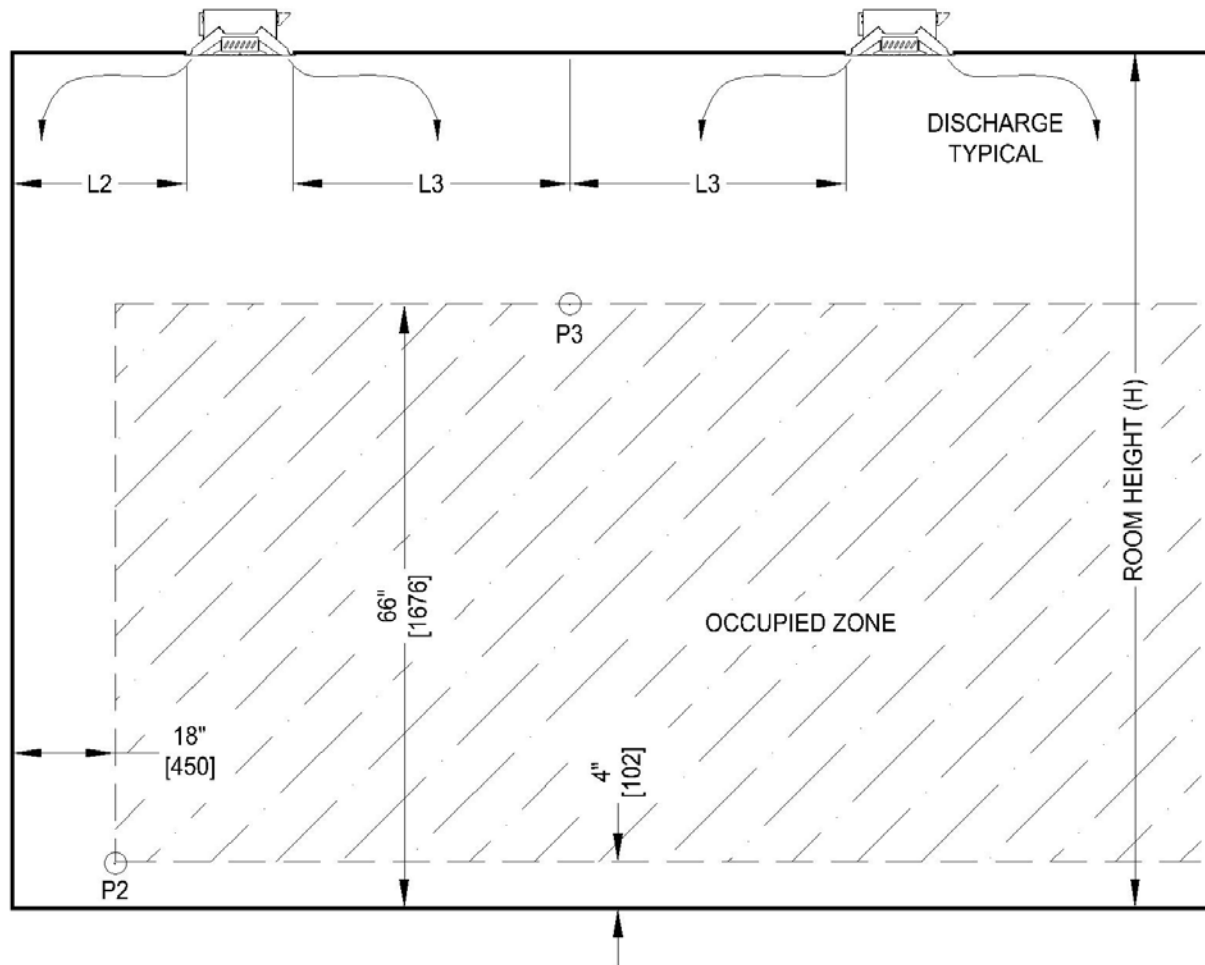 DISCHARGE
TYPICAL
L2
L3
L3
P3
ROOM HEIGHT (H)
66"
[1676]
OCCUPIED ZONE
18"
[450]
4"
[102]
P2